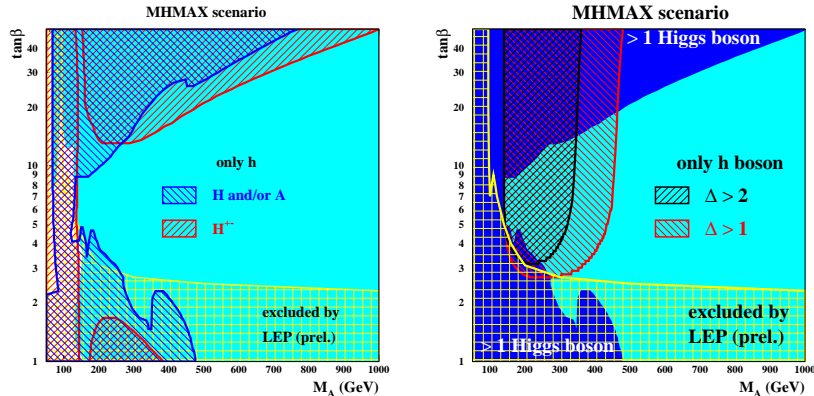 MHMAX scenario
tanβ
50
40
30
20
10
9
8
7
6
5
4
3
2
1
only h
H and/or A
H+-
excluded by
LEP (prel.)
100 200 300 400 500 600 700 800 900 1000
M_A (GeV)
MHMAX scenario
tanβ
50
40
30
20
10
9
8
7
6
5
4
3
2
1
> 1 Higgs boson
only h boson
Δ > 2
Δ > 1
excluded by
LEP (prel.)
> 1 Higgs boson
100 200 300 400 500 600 700 800 900 1000
M_A (GeV)